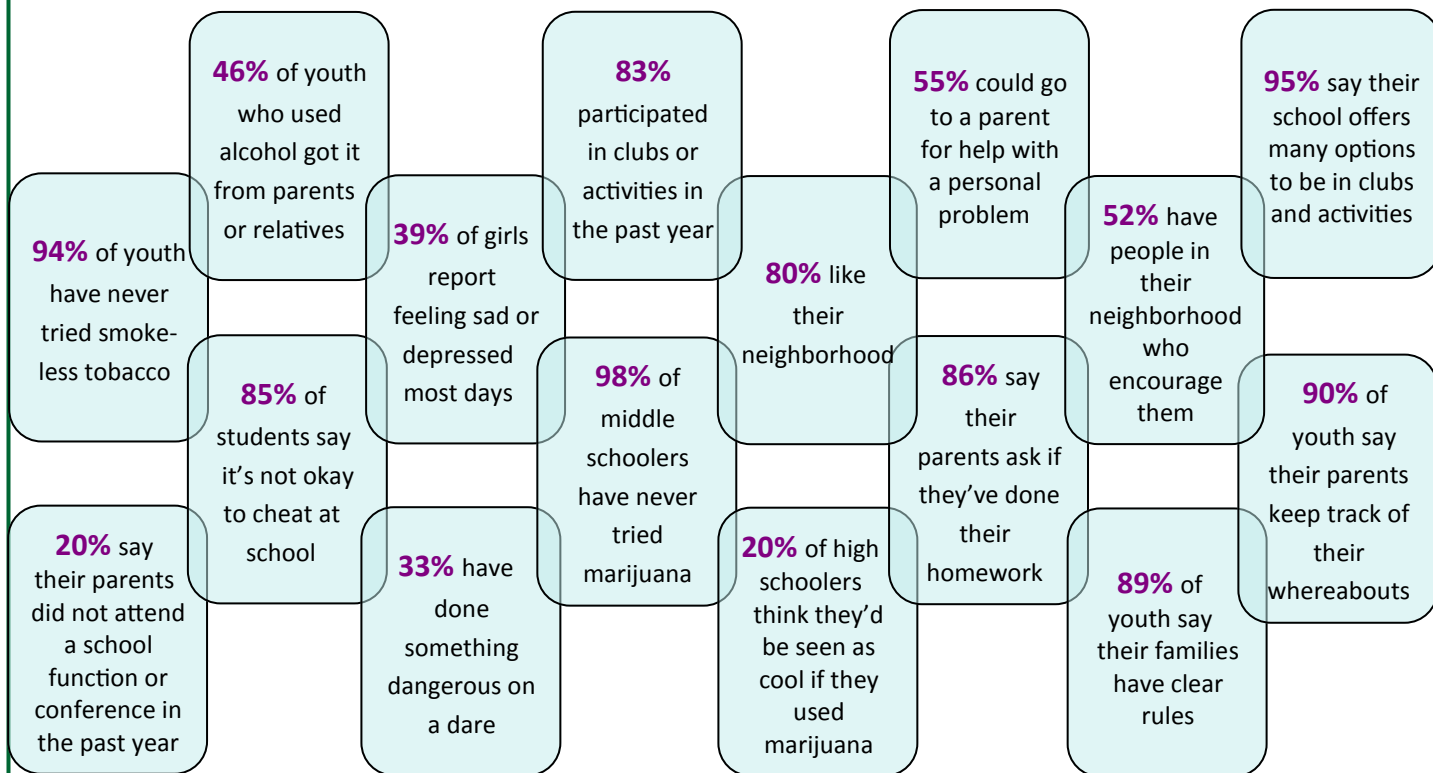 46% of youth
who used
alcohol got it
from parents
or relatives
83%
participated
in clubs or
activities in
the past year
55% could go
to a parent
for help with
a personal
problem
95% say their
school offers
many options
to be in clubs
and activities
94% of youth
have never
tried smoke-
less tobacco
39% of girls
report
feeling sad or
depressed
most days
80% like
their
neighborhood
52% have
people in
their
neighborhood
who
encourage
them
85% of
students say
it’s not okay
to cheat at
school
98% of
middle
schoolers
have never
tried
marijuana
86% say
their
parents ask if
they’ve done
their
homework
90% of
youth say
their parents
keep track of
their
whereabouts
20% say
their parents
did not attend
a school
function or
conference in
the past year
33% have
done
something
dangerous on
a dare
20% of high
schoolers
think they’d
be seen as
cool if they
used
marijuana
89% of
youth say
their families
have clear
rules